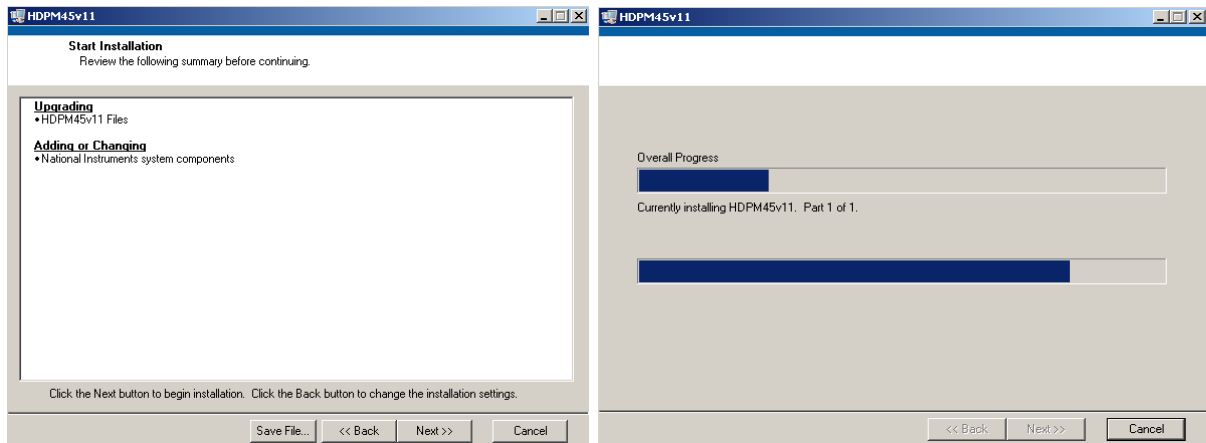 HDPM45v11
Start Installation
Review the following summary before continuing.
Upgrading
•HDPM45v11 Files
Adding or Changing
•National Instruments system components
Click the Next button to begin installation. Click the Back button to change the installation settings.
Save File... << Back Next >> Cancel
HDPM45v11
Overall Progress
Currently installing HDPM45v11. Part 1 of 1.
<< Back Next >> Cancel